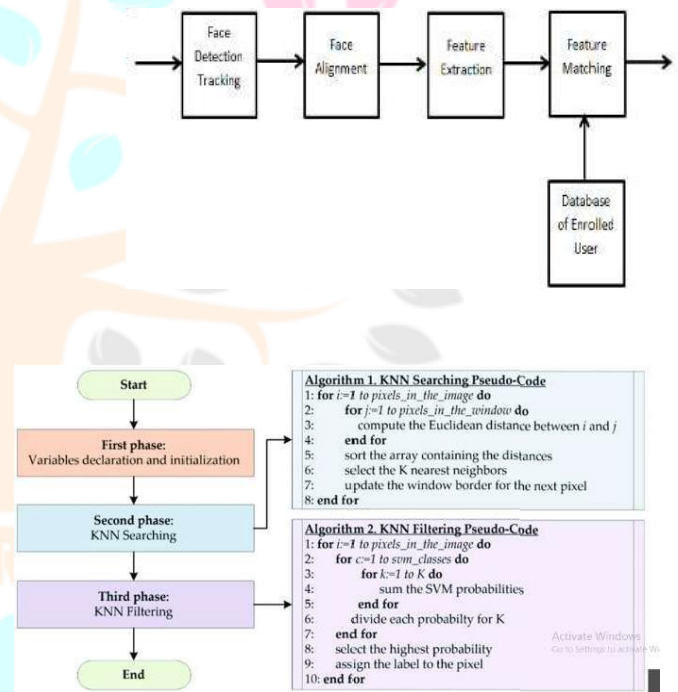 Face
Detection
Tracking
Face
Alignment
Feature
Extraction
Feature
Matching
Database
of Enrolled
User
Start
First phase:
Variables declaration and initialization
Second phase:
KNN Searching
Third phase:
KNN Filtering
End
Algorithm 1. KNN Searching Pseudo-Code
1: for i:=1 to pixels_in_the_image do
2: for j:=1 to pixels_in_the_window do
3: compute the Euclidean distance between i and j
4: end for
5: sort the array containing the distances
6: select the K nearest neighbors
7: update the window border for the next pixel
8: end for
Algorithm 2. KNN Filtering Pseudo-Code
1: for i:=1 to pixels_in_the_image do
2: for c:=1 to svm_classes do
3: for k:=1 to K do
4: sum the SVM probabilities
5: end for
6: divide each probabilty for K
7: end for
8: select the highest probability
9: assign the label to the pixel
10: end for
Activate Windows
Go to Settings to activate Wi